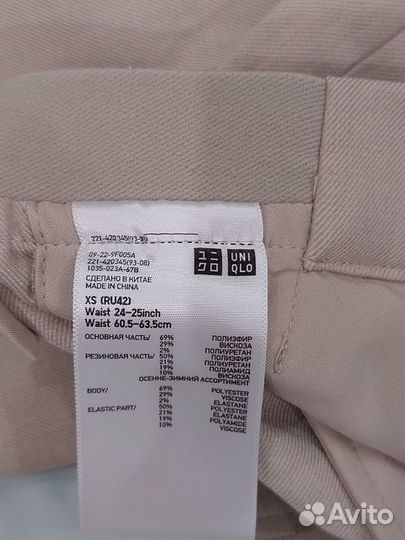 221-420345(93-08)
09-22-9F005A
221-420345(93-08)
1035-023A-67B
СДЕЛАНО В КИТАЕ
MADE IN CHINA
ユニ
クロ
UNI
QLO
XS (RU42)
Waist 24-25inch
Waist 60.5-63.5cm
ОСНОВНАЯ ЧАСТЬ/ 69% ПОЛИЭФИР
29% ВИСКОЗА
2% ПОЛИУРЕТАН
РЕЗИНОВАЯ ЧАСТЬ/ 50% ПОЛИЭФИР
21% ПОЛИУРЕТАН
19% ПОЛИАМИД
10% ВИСКОЗА
ОСЕННЕ-ЗИМНИЙ АССОРТИМЕНТ
BODY/ 69% POLYESTER
29% VISCOSE
2% ELASTANE
ELASTIC PART/ 50% POLYESTER
21% ELASTANE
19% POLYAMIDE
10% VISCOSE
Avito